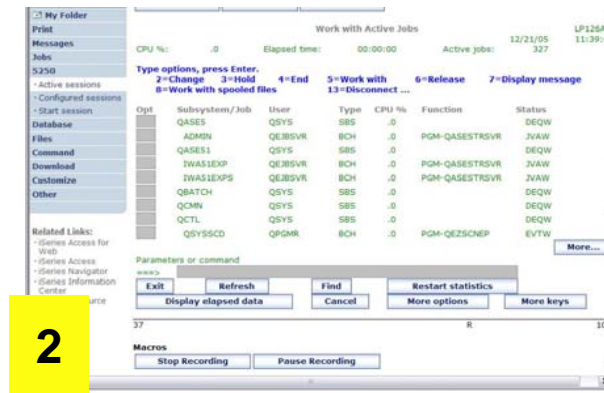 My Folder
Print
Messages
Jobs
5250
Active sessions
Configured sessions
Start session
Database
Files
Command
Download
Customize
Other
Related Links:
iSeries Access for
Web
iSeries Access
iSeries Navigator
iSeries Information
Center
2
Work with Active Jobs
LP126A
12/21/05 11:39:
CPU %: .0 Elapsed time: 00:00:00 Active jobs: 327
Type options, press Enter.
2=Change 3=Hold 4=End 5=Work with 6=Release 7=Display message
8=Work with spooled files 13=Disconnect ...
Opt Subsystem/Job User Type CPU % Function Status
QASES QSYS SBS .0 DEQW
ADMIN QEJBSVR BCH .0 PGM-QASESTRSVR JVAW
QASES1 QSYS SBS .0 DEQW
IWAS1EXP QEJBSVR BCH .0 PGM-QASESTRSVR JVAW
IWAS1EXPS QEJBSVR BCH .0 PGM-QASESTRSVR JVAW
QBATCH QSYS SBS .0 DEQW
QCMN QSYS SBS .0 DEQW
QCTL QSYS SBS .0 DEQW
QSYSSCD QPGMR BCH .0 PGM-QEZSCNEP EVTW
More...
Parameters or command
===>
Exit Refresh Find Restart statistics
Display elapsed data Cancel More options More keys
37 R
Macros
Stop Recording Pause Recording